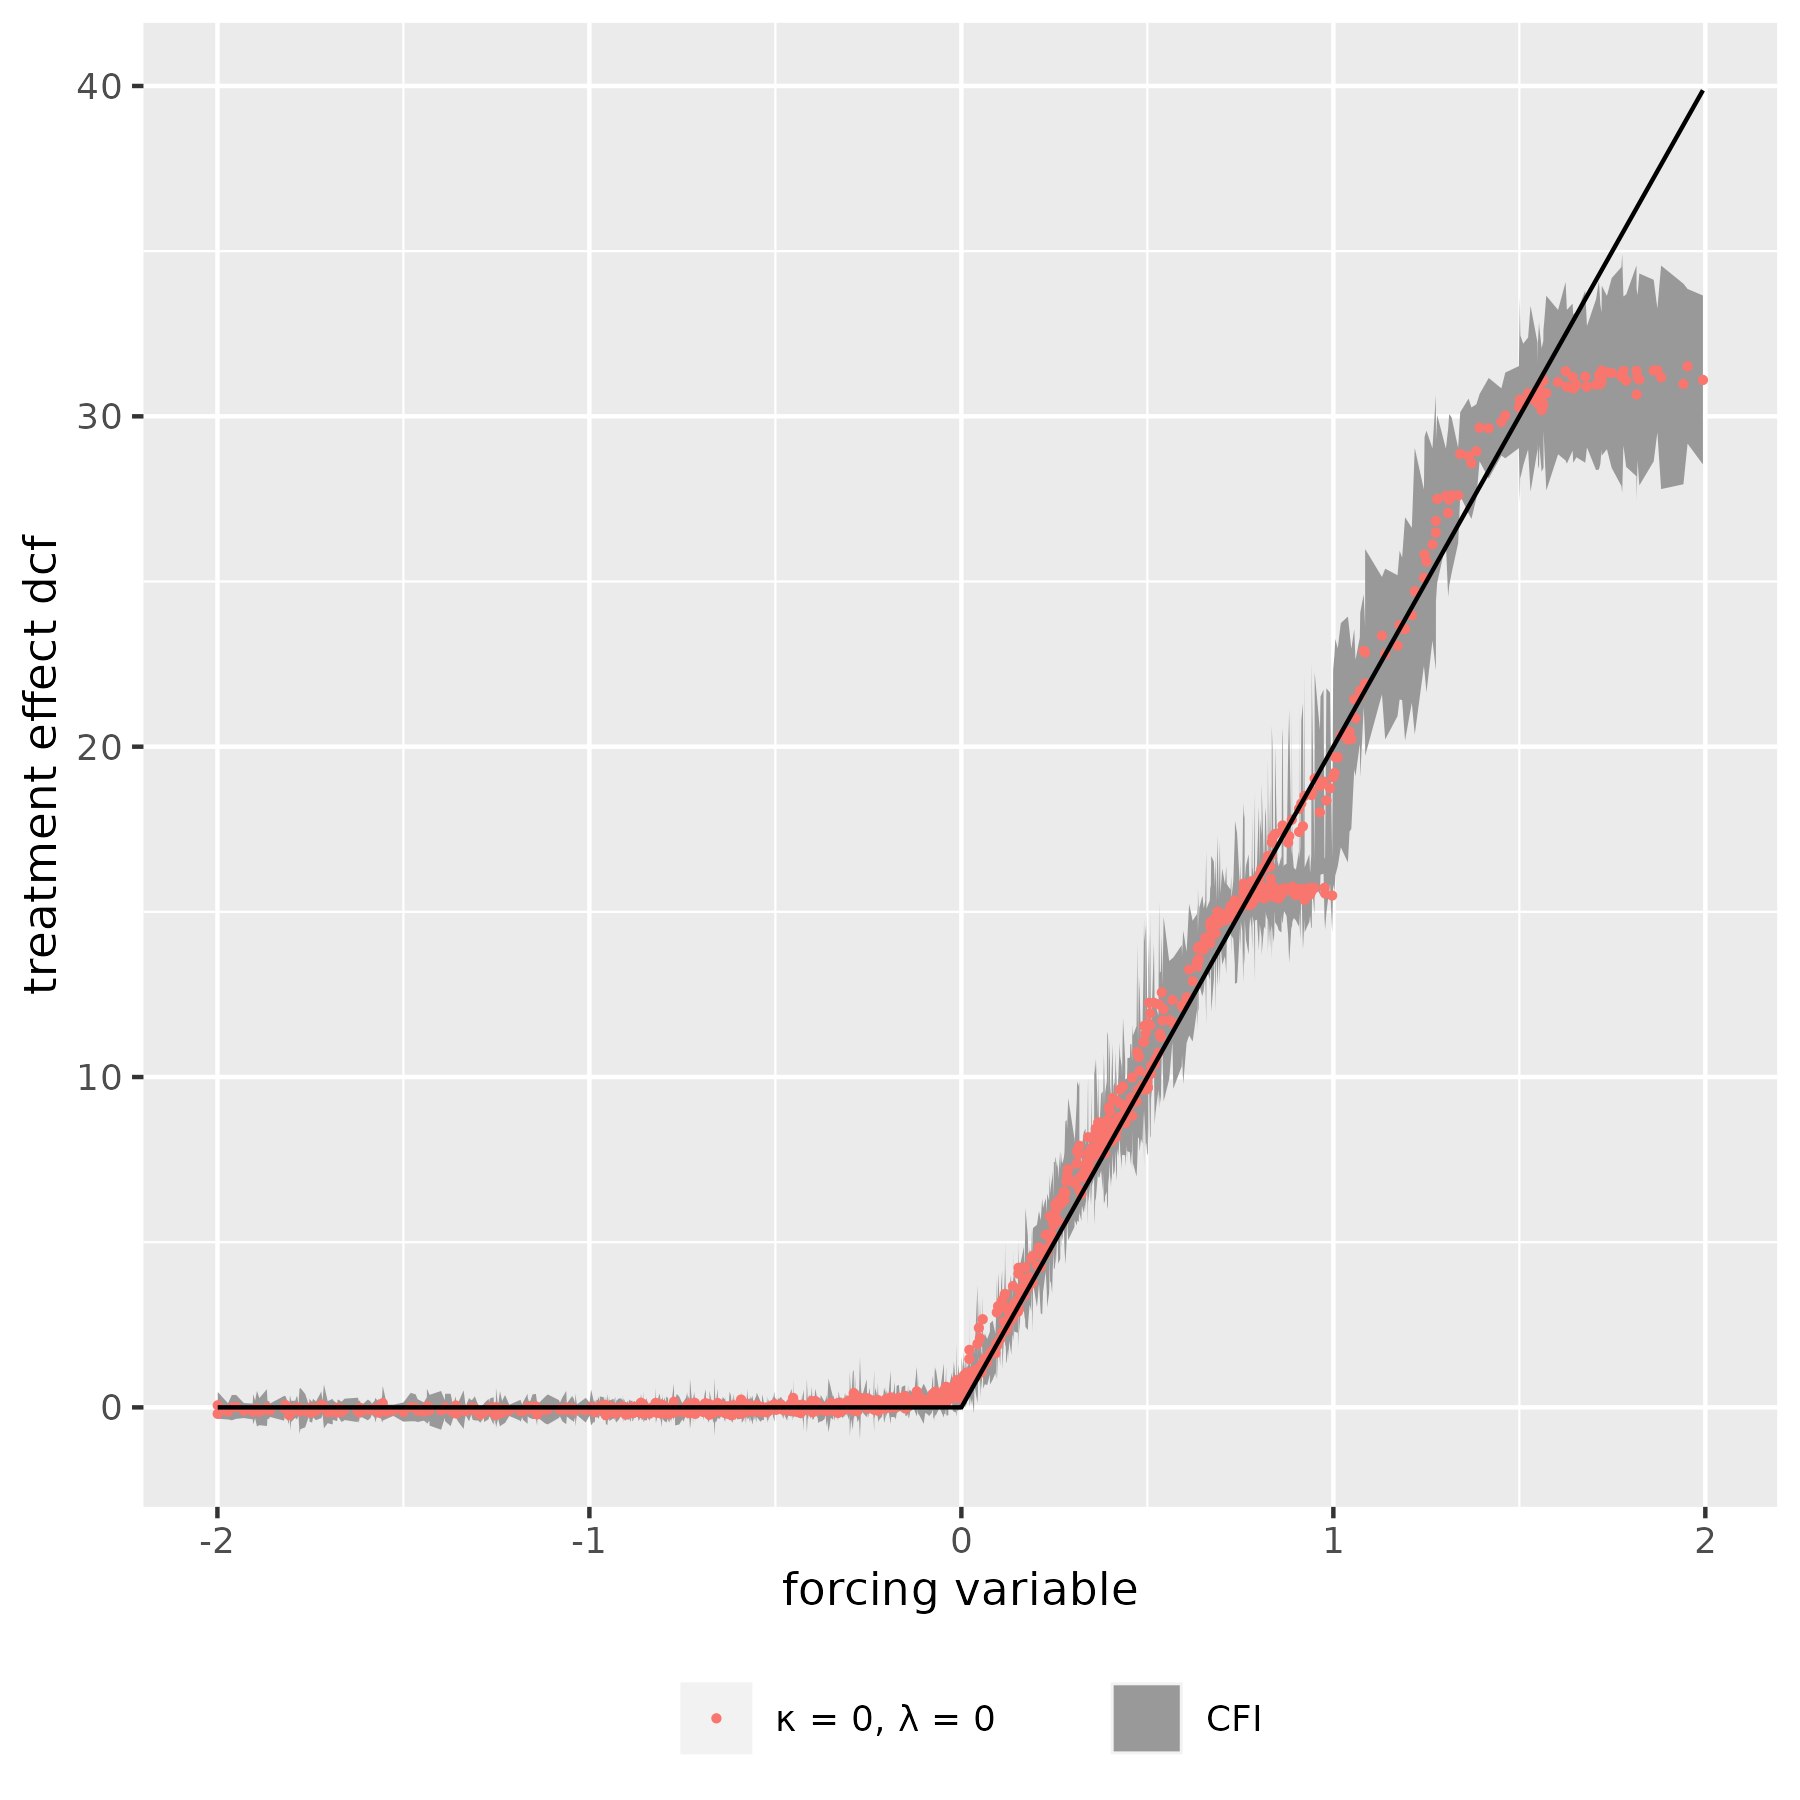 40
30
20
10
0
treatment effect dcf
-2 -1 0 1 2
forcing variable
κ = 0, λ = 0 CFI